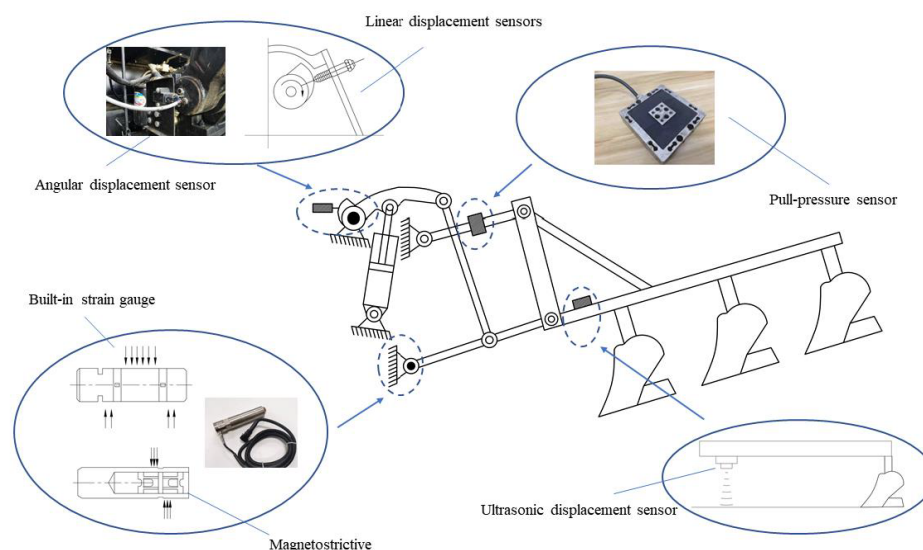 Linear displacement sensors
Angular displacement sensor
Pull-pressure sensor
Built-in strain gauge
Ultrasonic displacement sensor
Magnetostrictive